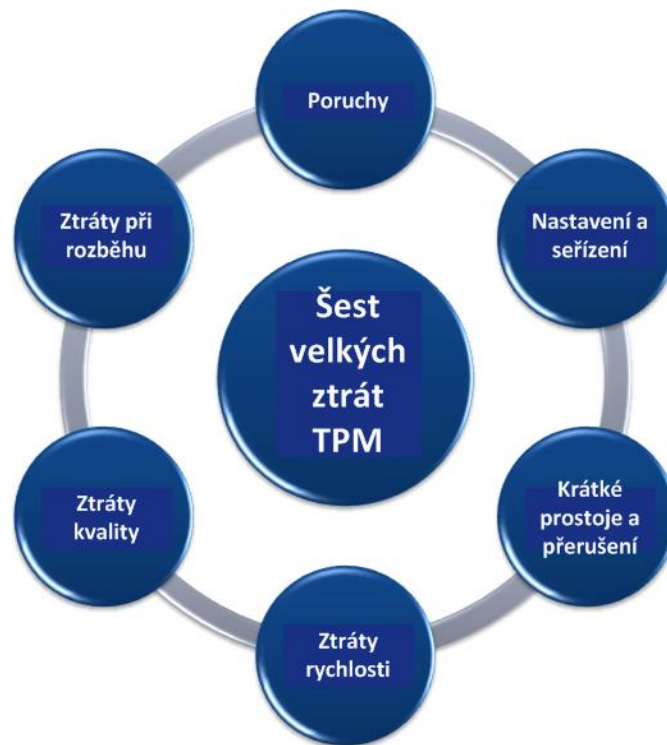 Poruchy
Nastavení a
seřízení
Krátké
prostoje a
přerušení
Ztráty
rychlosti
Ztráty
kvality
Ztráty při
rozběhu
Šest
velkých
ztrát
TPM